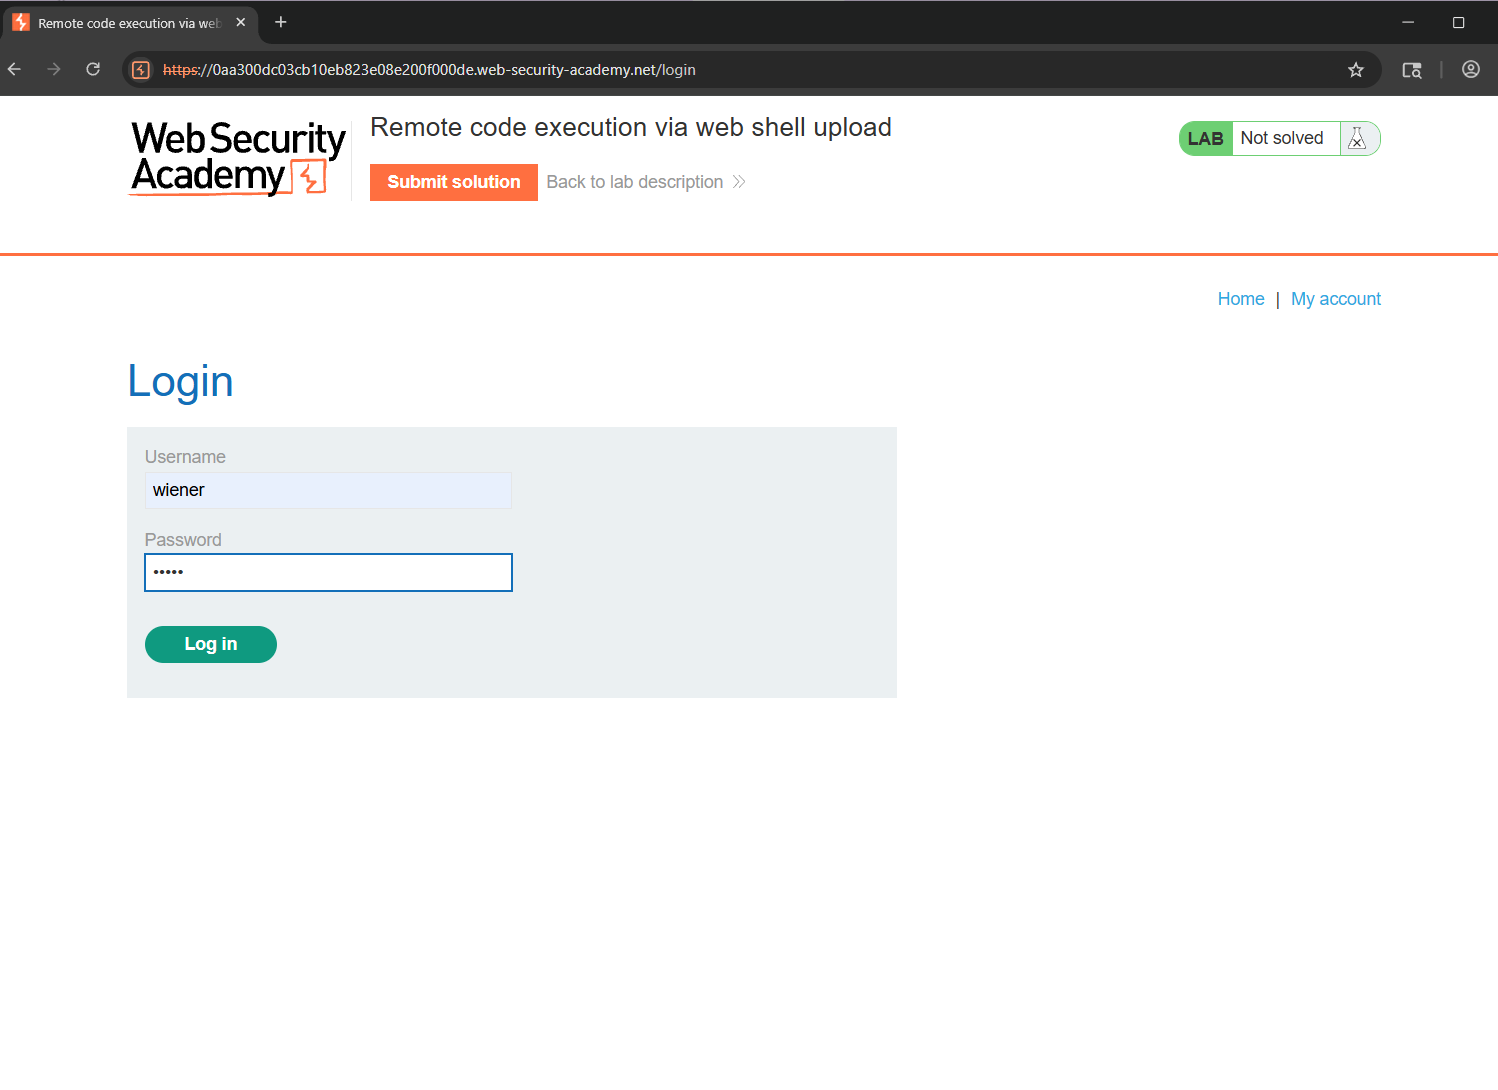 Remote code execution via web
https://0aa300dc03cb10eb823e08e200f000de.web-security-academy.net/login
Web Security
Academy
Remote code execution via web shell upload
Submit solution
Back to lab description
LAB
Not solved
Home | My account
Login
Username
wiener
Password
•••••
Log in